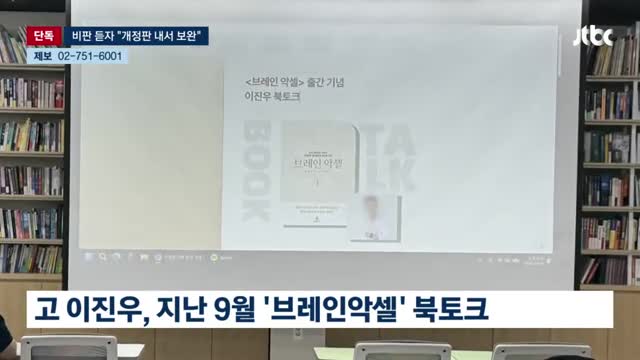 단독 비판 듣자 "개정판 내서 보완"
제보 02-751-6001
jtbc
<브레인 악셀> 출간 기념
이진우 북토크
BOOK
TALK
브레인 악셀
고 이진우, 지난 9월 '브레인악셀' 북토크